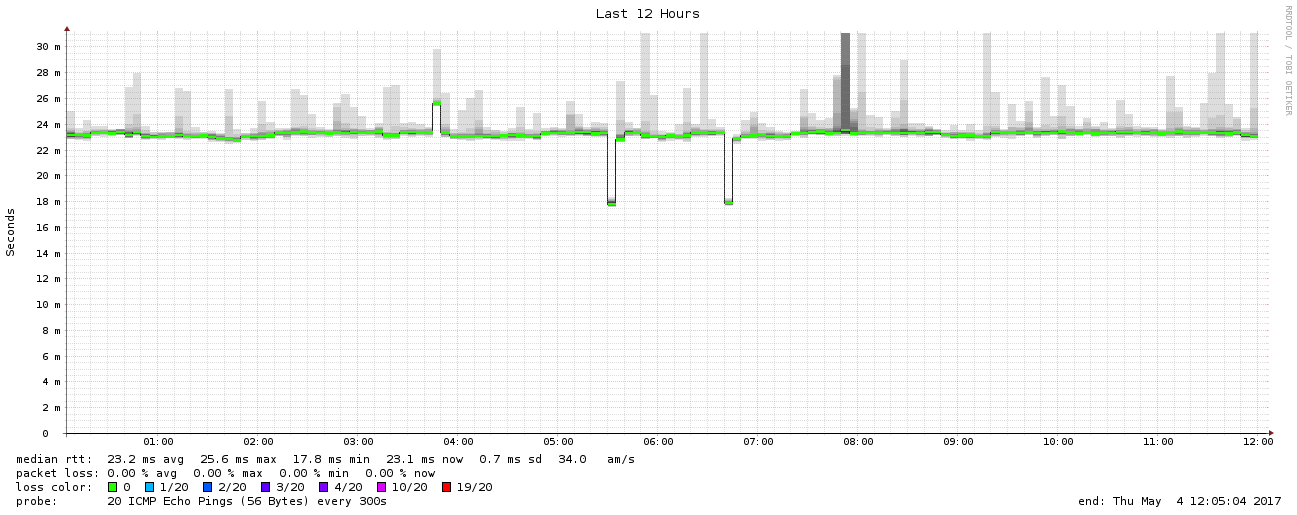 Last 12 Hours
RRDTOOL / TOBI OETIKER
Seconds
30 m
28 m
26 m
24 m
22 m
20 m
18 m
16 m
14 m
12 m
10 m
8 m
6 m
4 m
2 m
0
01:00 02:00 03:00 04:00 05:00 06:00 07:00 08:00 09:00 10:00 11:00 12:00
median rtt: 23.2 ms avg 25.6 ms max 17.8 ms min 23.1 ms now 0.7 ms sd 34.0 am/s
packet loss: 0.00 % avg 0.00 % max 0.00 % min 0.00 % now
loss color: 0 1/20 2/20 3/20 4/20 10/20 19/20
probe: 20 ICMP Echo Pings (56 Bytes) every 300s end: Thu May 4 12:05:04 2017